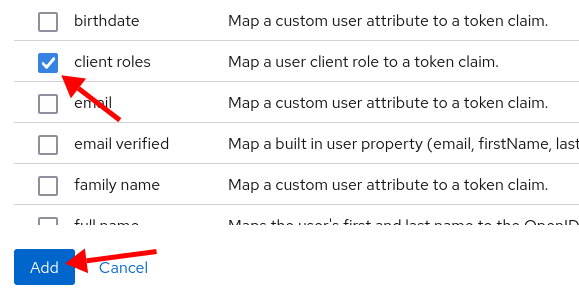 birthdate Map a custom user attribute to a token claim.
client roles Map a user client role to a token claim.
email Map a custom user attribute to a token claim.
email verified Map a built in user property (email, firstName, last
family name Map a custom user attribute to a token claim.
full name Maps the user's first and last name to the OpenID
Add Cancel